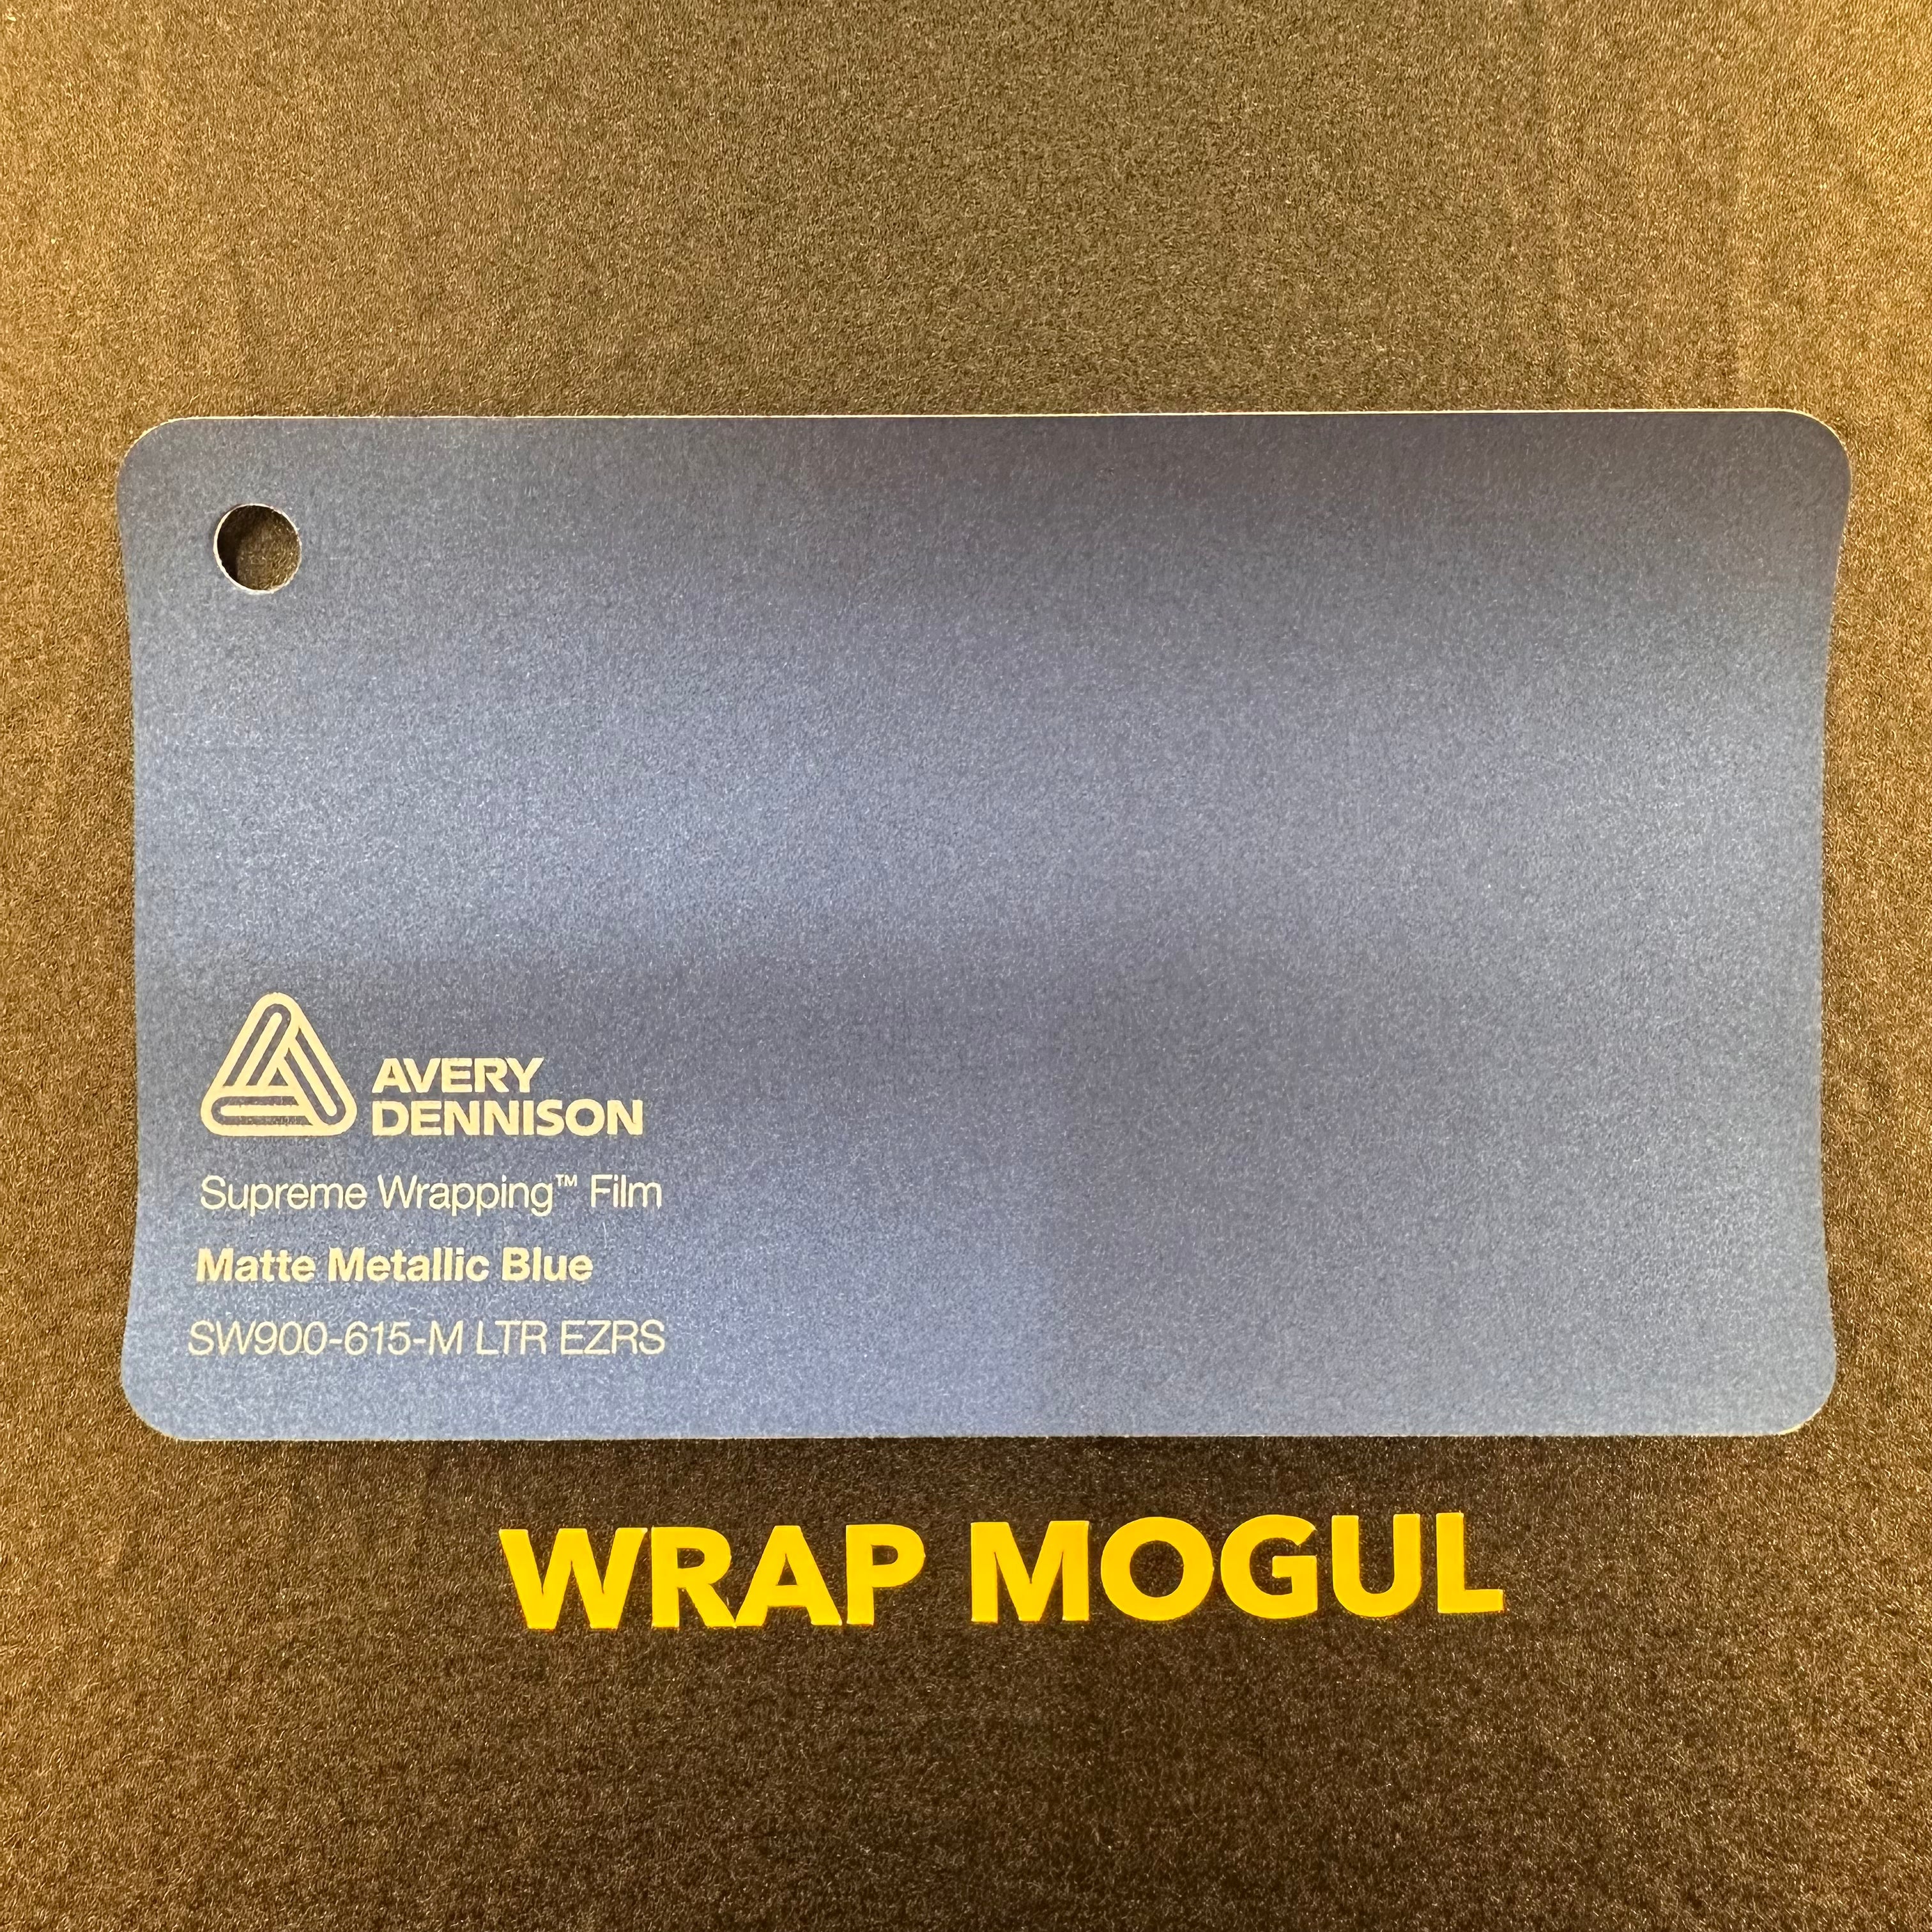 AVERY
DENNISON
Supreme Wrapping™ Film
Matte Metallic Blue
SW900-615-M LTR EZRS
WRAP MOGUL